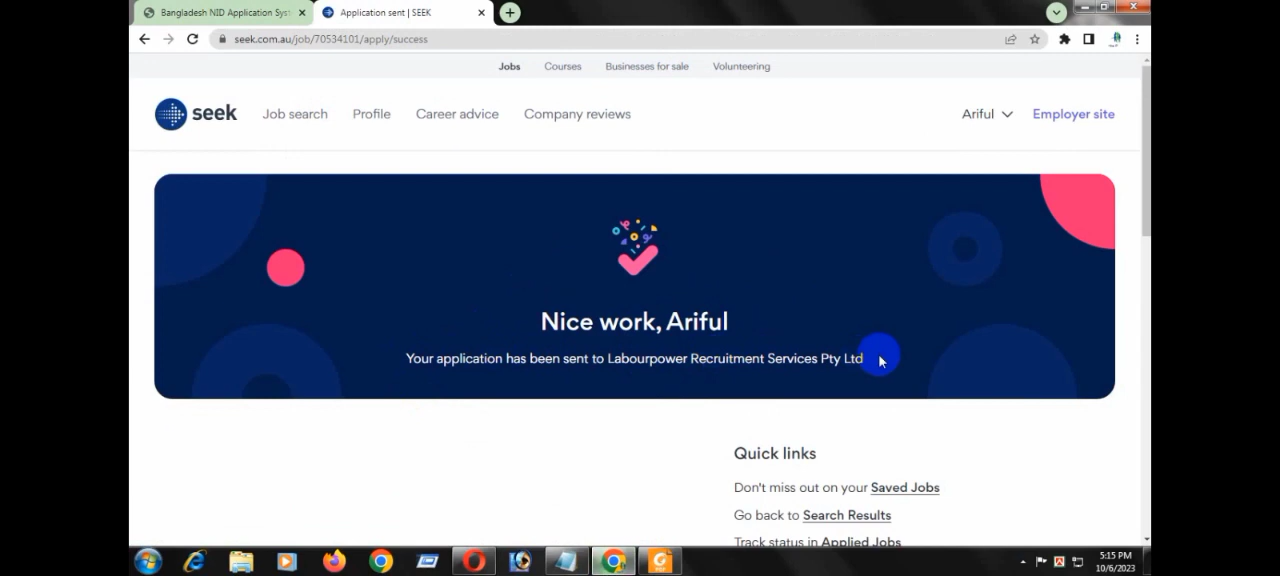 Bangladesh NID Application Syst
Application sent | SEEK
seek.com.au/job/70534101/apply/success
Jobs Courses Businesses for sale Volunteering
seek Job search Profile Career advice Company reviews Ariful Employer site
Nice work, Ariful
Your application has been sent to Labourpower Recruitment Services Pty Ltd
Quick links
Don't miss out on your Saved Jobs
Go back to Search Results
Track status in Applied Jobs
5:15 PM
10/6/2023